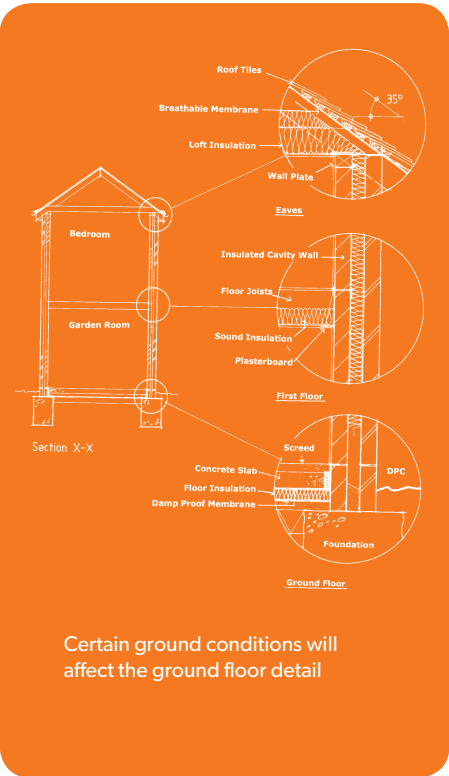 Roof Tiles
35°
Breathable Membrane
Loft Insulation
Wall Plate
Eaves
Bedroom
Insulated Cavity Wall
Floor Joists
Garden Room
Sound Insulation
Plasterboard
First Floor
Section X-X
Screed
Concrete Slab
DPC
Floor Insulation
Damp Proof Membrane
Foundation
Ground Floor
Certain ground conditions will
affect the ground floor detail